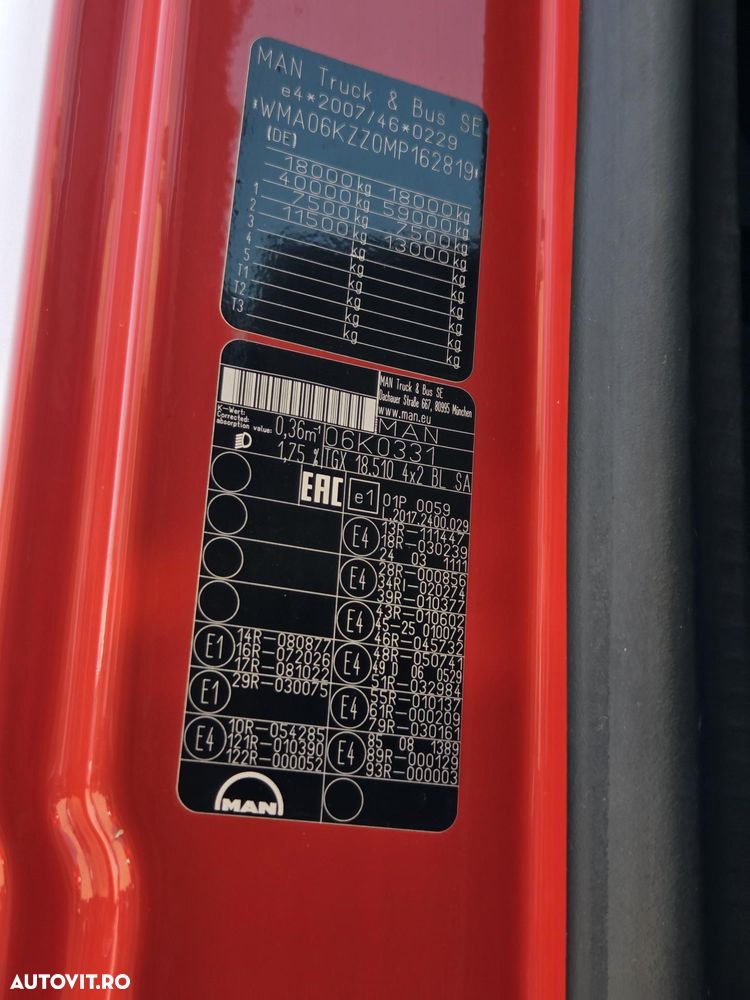 MAN Truck & Bus SE
e4*2007/46*0229
*WMA06KZZ0MP162819*
(DE)
18000kg 18000kg
40000kg 59000kg
1 7500kg 7500kg
2 11500kg 13000kg
3 kg kg
4 kg kg
5 kg kg
T1 kg kg
T2 kg kg
T3 kg kg
MAN Truck & Bus SE
Dachauer Straße 667, 80995 München
www.man.eu
K-Wert:
Corrected
absorption value: 0,36m⁻¹
MAN
06K0331
1,75 % TGX 18.510 4x2 BL SA
EAC
e1 01P 0059
2017.2400.029
E4 13R-111447
18R-030239
24 03 1111
E4 28R-000856
34RI-020274
39R-010377
E4 43R-010602
45-25 010072
46R-045732
E1 14R-080877
16R-072026
17R-081022
E4 48R-050741
49 06 0529
51R-032984
E1 29R-030075
E4 55R-010137
61R-000209
79R-030161
E4 10R-054285
121R-010390
122R-000052
E4 85 08 1389
89R-000129
93R-000003
MAN
AUTOVIT.RO